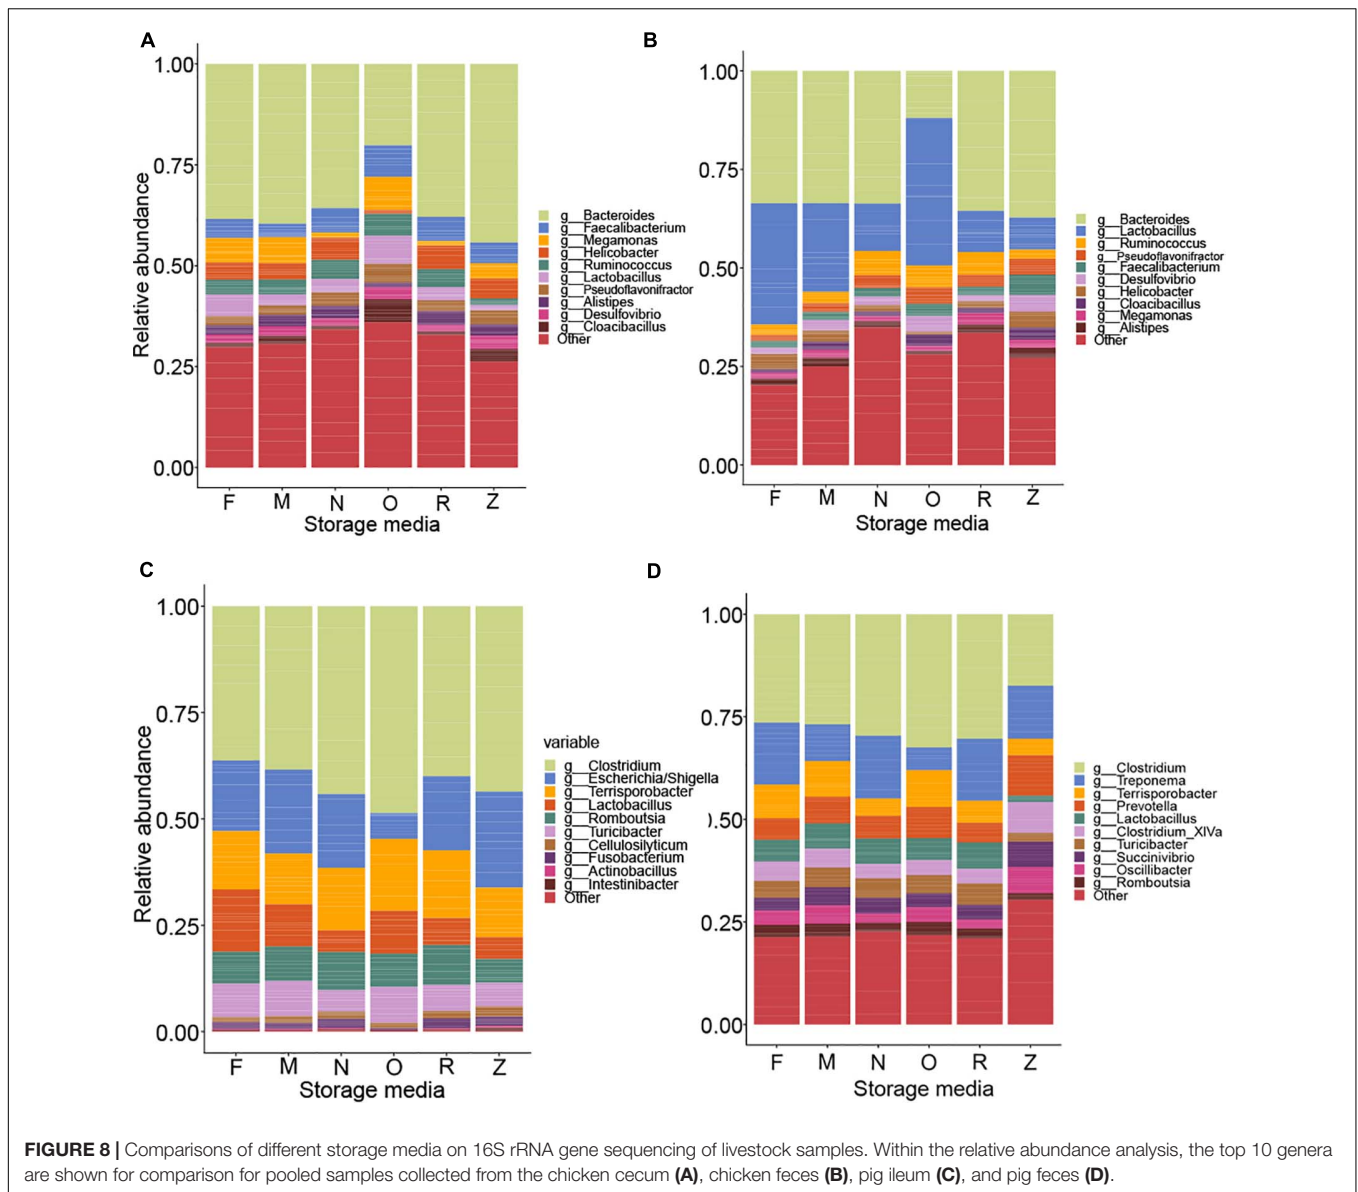 A
1.00
0.75
0.50
0.25
0.00
Relative abundance
F M N O R Z
Storage media
g__Bacteroides
g__Faecalibacterium
g__Megamonas
g__Helicobacter
g__Ruminococcus
g__Lactobacillus
g__Pseudoflavonifractor
g__Alistipes
g__Desulfovibrio
g__Cloacibacillus
Other
B
1.00
0.75
0.50
0.25
0.00
F M N O R Z
Storage media
g__Bacteroides
g__Lactobacillus
g__Ruminococcus
g__Pseudoflavonifractor
g__Faecalibacterium
g__Desulfovibrio
g__Helicobacter
g__Cloacibacillus
g__Megamonas
g__Alistipes
Other
C
1.00
0.75
0.50
0.25
0.00
Relative abundance
F M N O R Z
Storage media
variable
g__Clostridium
g__Escherichia/Shigella
g__Terrisporobacter
g__Lactobacillus
g__Romboutsia
g__Turicibacter
g__Cellulosilyticum
g__Fusobacterium
g__Actinobacillus
g__Intestinibacter
Other
D
1.00
0.75
).50
0.25
0.00
F M N O R Z
Storage media
g__Clostridium
g__Treponema
g__Terrisporobacter
g__Prevotella
g__Lactobacillus
g__Clostridium_XIVa
g__Turicibacter
g__Succinivibrio
g__Oscillibacter
g__Romboutsia
Other
FIGURE 8 | Comparisons of different storage media on 16S rRNA gene sequencing of livestock samples. Within the relative abundance analysis, the top 10 genera
are shown for comparison for pooled samples collected from the chicken cecum (A), chicken feces (B), pig ileum (C), and pig feces (D).